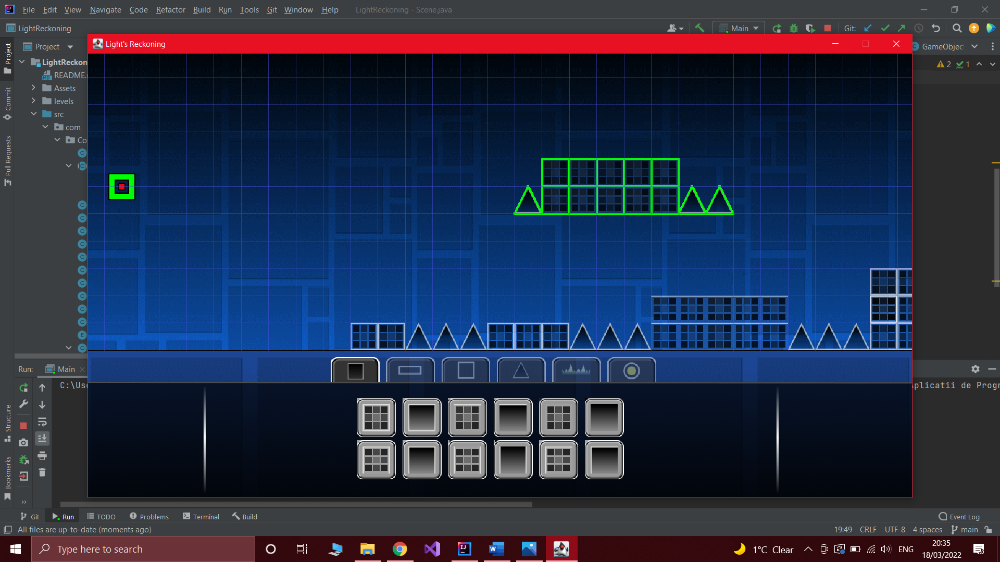 File Edit View Navigate Code Refactor Build Run Tools Git Window Help LightReckoning - Scene.java
LightReckoning Main Git:
Project Light's Reckoning GameObjec
LightReckon 2 1
README.
Assets
levels
src
com
Co
Project
Commit
Pull Requests
Structure
Bookmarks
Run: Main
C:\Use plicatii de Progr
Git Run TODO Problems Terminal Build Event Log
All files are up-to-date (moments ago) 19:49 CRLF UTF-8 4 spaces main
Type here to search 1°C Clear ENG 20:35
18/03/2022